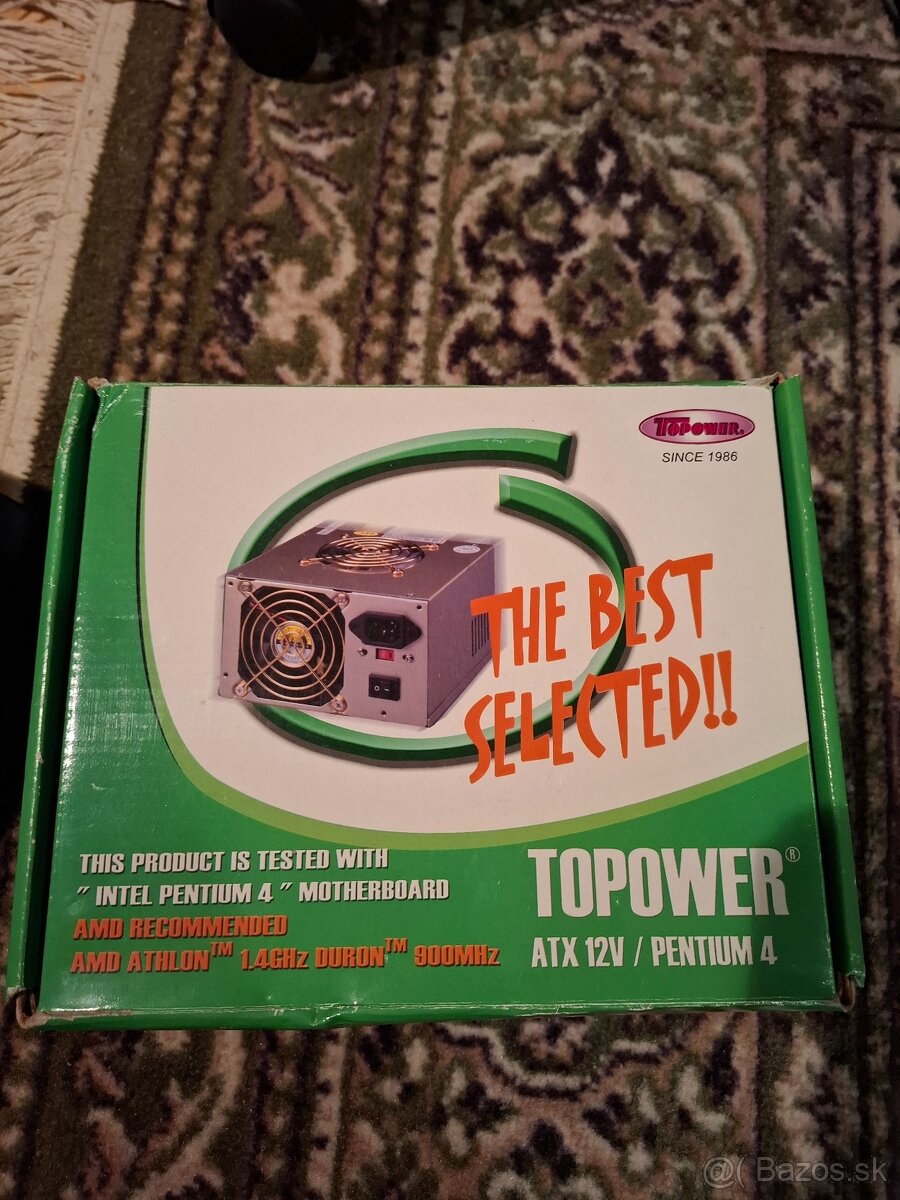 TOPOWER®
SINCE 1986
THE BEST
SELECTED!!
THIS PRODUCT IS TESTED WITH
" INTEL PENTIUM 4 " MOTHERBOARD
AMD RECOMMENDED
AMD ATHLON™ 1.4GHz DURON™ 900MHz
TOPOWER®
ATX 12V / PENTIUM 4
@( Bazos.sk